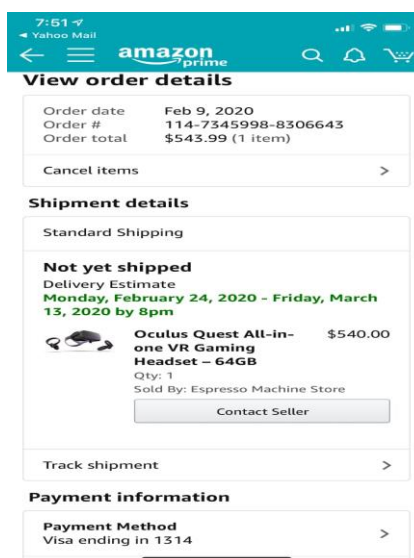 7:51
◀ Yahoo Mail
amazon
prime
View order details
Order date Feb 9, 2020
Order # 114-7345998-8306643
Order total $543.99 (1 item)
Cancel items
Shipment details
Standard Shipping
Not yet shipped
Delivery Estimate
Monday, February 24, 2020 - Friday, March
13, 2020 by 8pm
Oculus Quest All-in- $540.00
one VR Gaming
Headset – 64GB
Qty: 1
Sold By: Espresso Machine Store
Contact Seller
Track shipment
Payment information
Payment Method
Visa ending in 1314